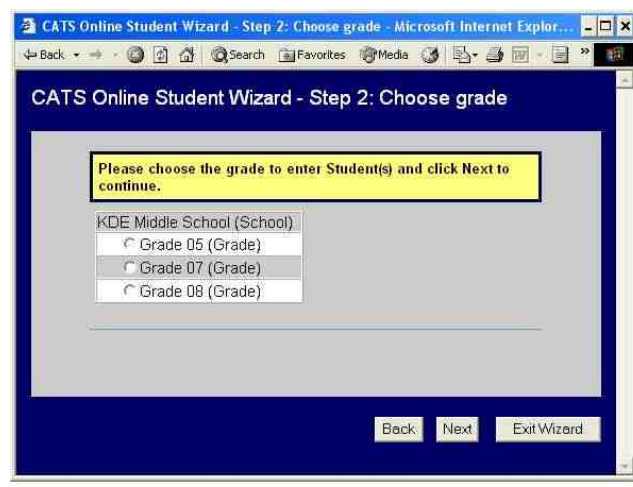 CATS Online Student Wizard - Step 2: Choose grade - Microsoft Internet Explor...
Back Search Favorites Media »
CATS Online Student Wizard - Step 2: Choose grade
Please choose the grade to enter Student(s) and click Next to
continue.
KDE Middle School (School)
Grade 05 (Grade)
Grade 07 (Grade)
Grade 08 (Grade)
Back Next Exit Wizard